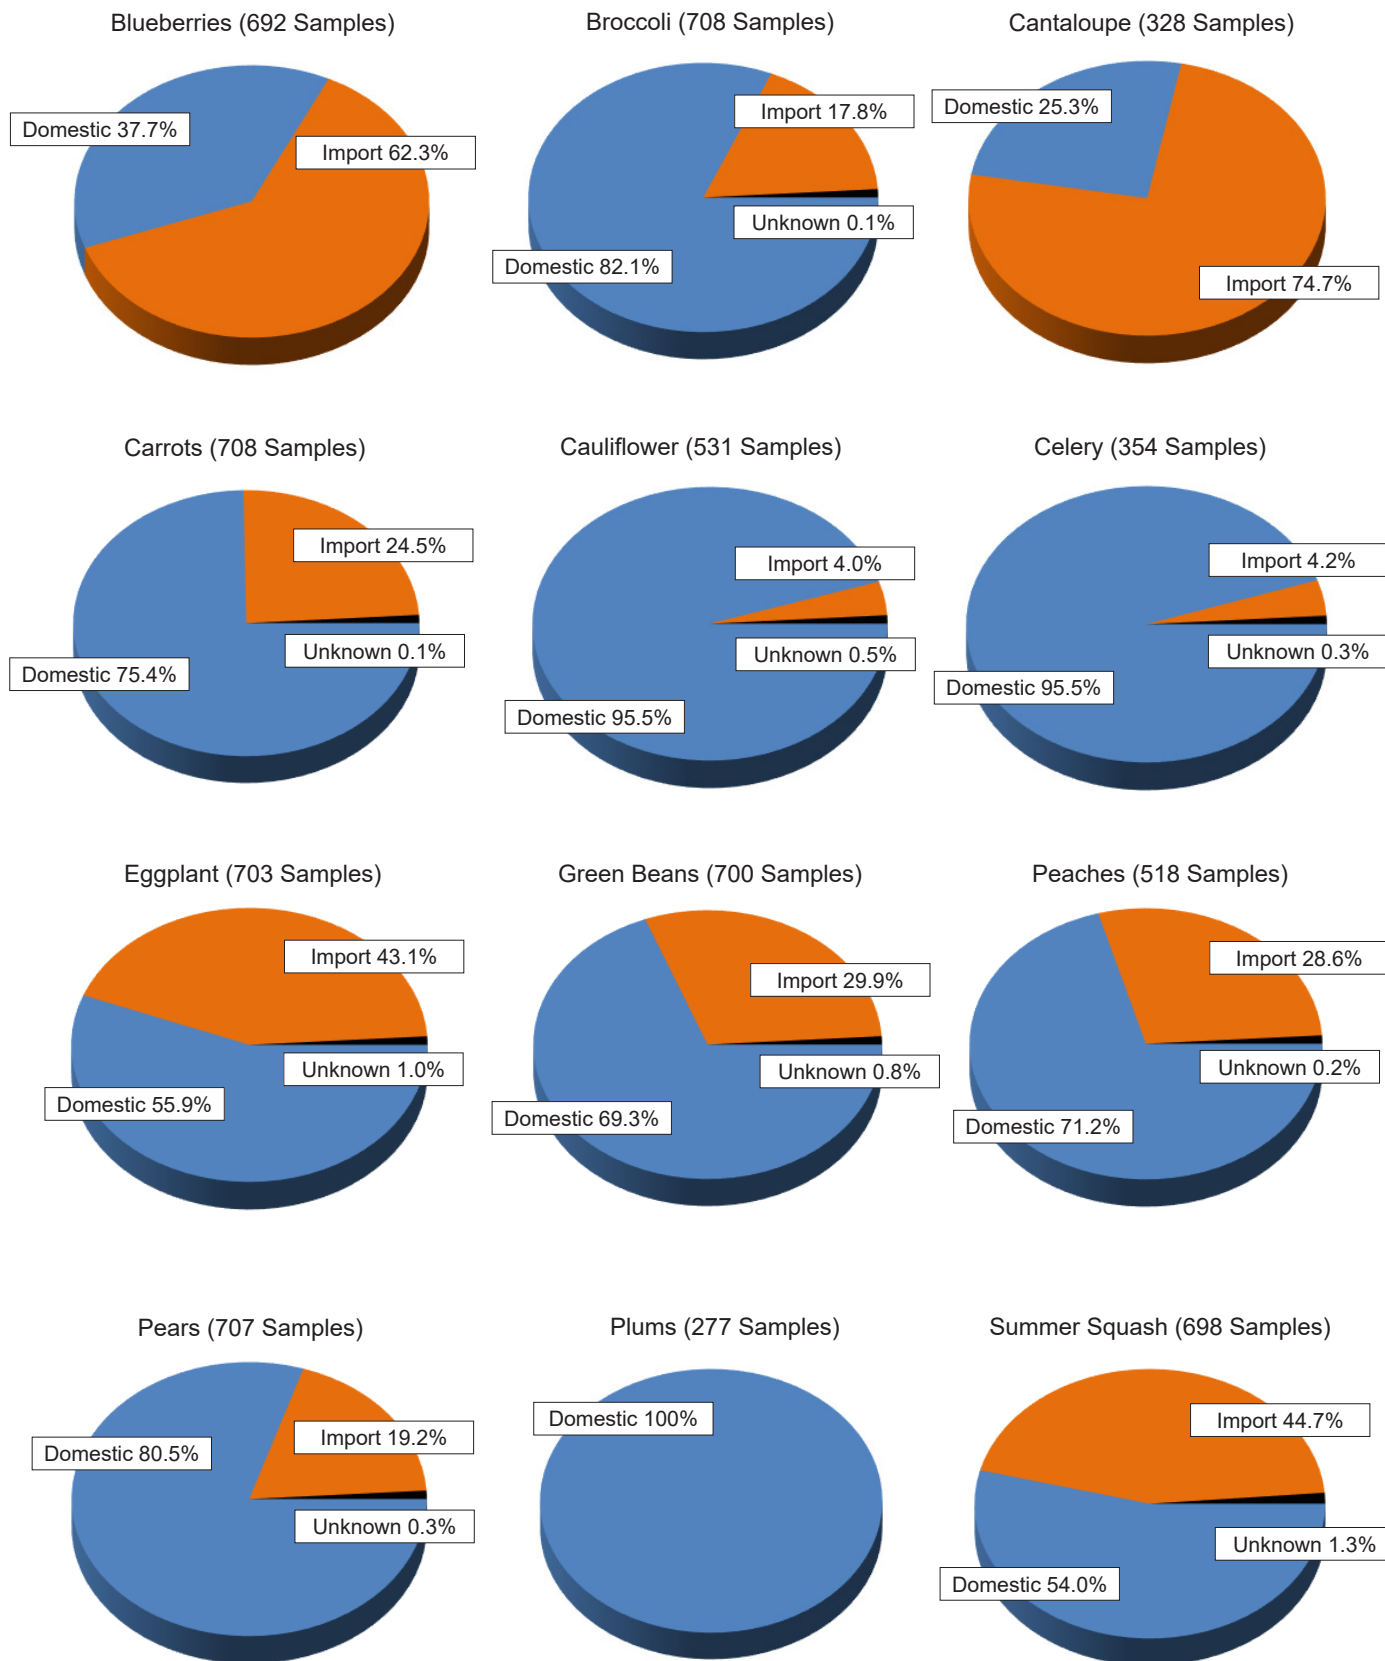 Blueberries (692 Samples)
Domestic 37.7%
Import 62.3%
Broccoli (708 Samples)
Import 17.8%
Unknown 0.1%
Domestic 82.1%
Cantaloupe (328 Samples)
Domestic 25.3%
Import 74.7%
Carrots (708 Samples)
Import 24.5%
Unknown 0.1%
Domestic 75.4%
Cauliflower (531 Samples)
Import 4.0%
Unknown 0.5%
Domestic 95.5%
Celery (354 Samples)
Import 4.2%
Unknown 0.3%
Domestic 95.5%
Eggplant (703 Samples)
Import 43.1%
Unknown 1.0%
Domestic 55.9%
Green Beans (700 Samples)
Import 29.9%
Unknown 0.8%
Domestic 69.3%
Peaches (518 Samples)
Import 28.6%
Unknown 0.2%
Domestic 71.2%
Pears (707 Samples)
Import 19.2%
Domestic 80.5%
Unknown 0.3%
Plums (277 Samples)
Domestic 100%
Summer Squash (698 Samples)
Import 44.7%
Unknown 1.3%
Domestic 54.0%